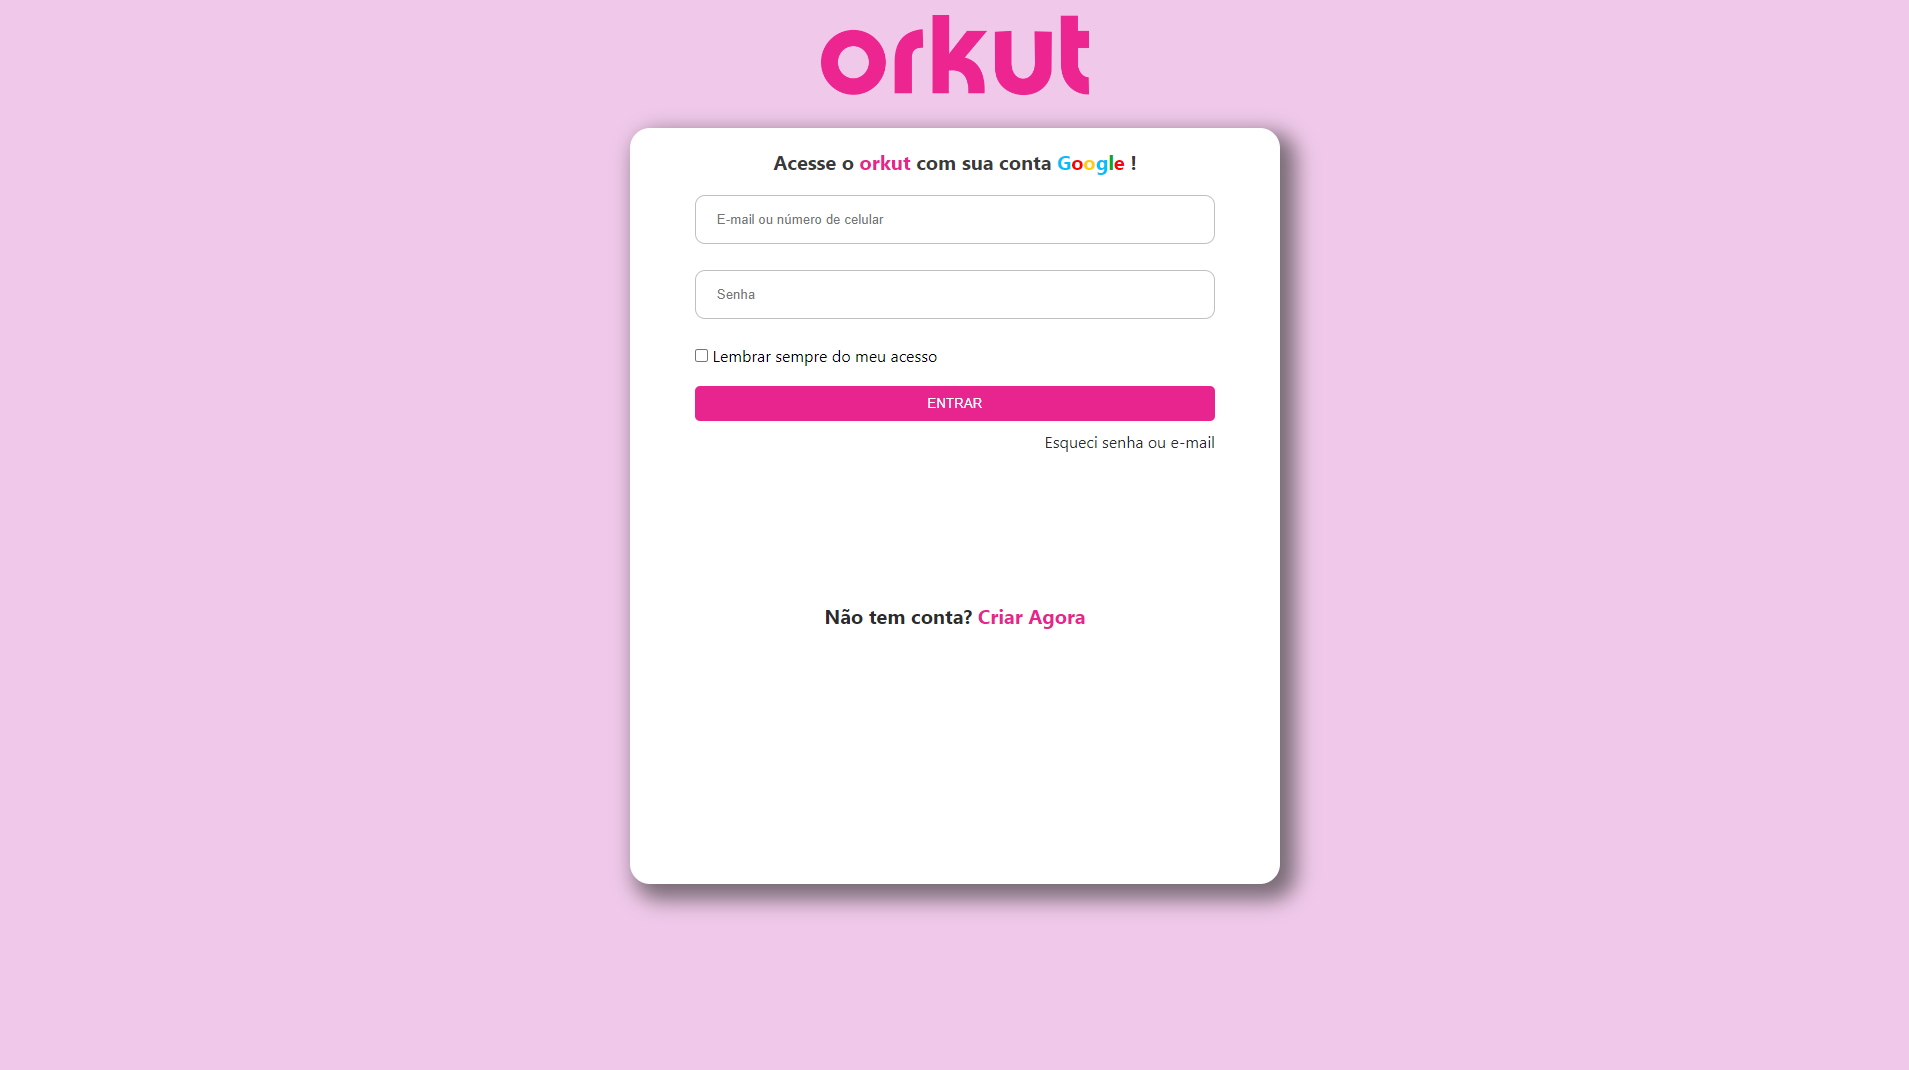 orkut
Acesse o orkut com sua conta Google !
E-mail ou número de celular
Senha
Lembrar sempre do meu acesso
ENTRAR
Esqueci senha ou e-mail
Não tem conta? Criar Agora